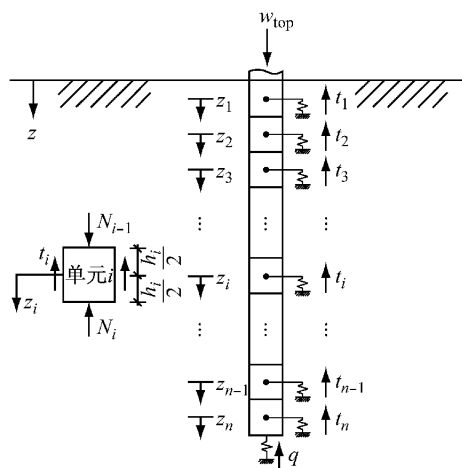 w_top
z
z_1 t_1
z_2 t_2
z_3 t_3
⋮ ⋮ ⋮
N_{i-1}
t_i 单元i h_i/2
z_i h_i/2
N_i
z_i t_i
⋮ ⋮ ⋮
z_{n-1} t_{n-1}
z_n t_n
q